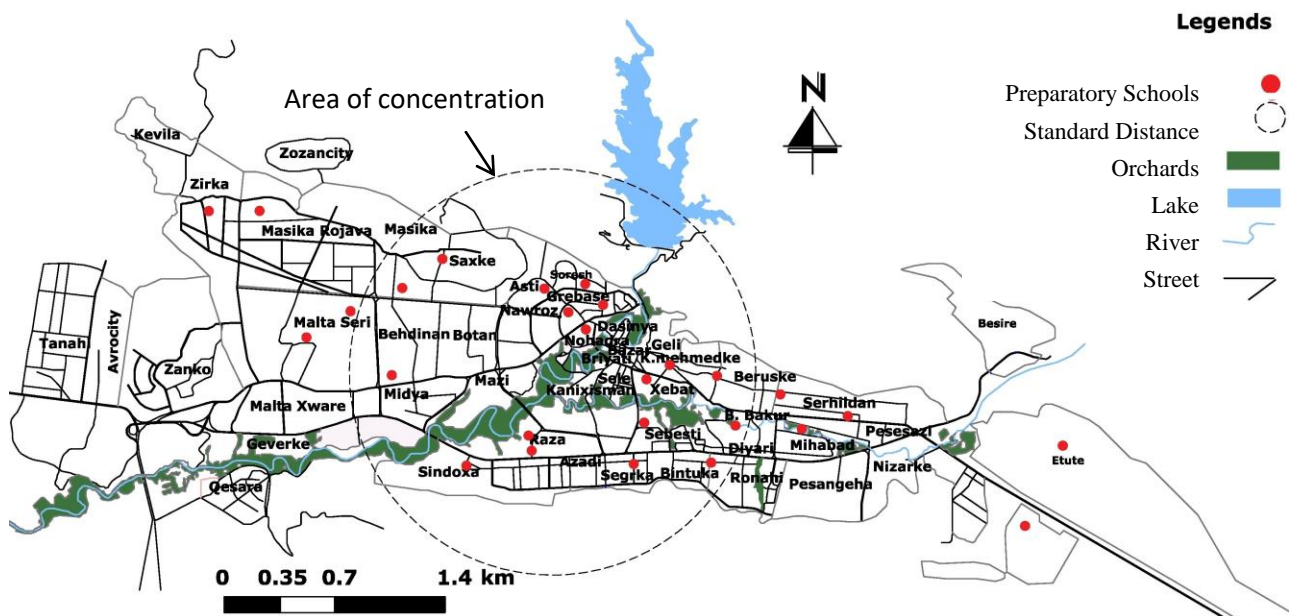 Legends
Area of concentration
N
Preparatory Schools
Standard Distance
Orchards
Lake
River
Street
Kevila
Zozancity
Zirka
Masika Rojava
Masika
Saxke
Soresh
Asti
Grebase
Nawroz
Dasinya
Nohadra
Bazar
Geli
Briyati
K.mehmedke
Malta Seri
Behdinan
Botan
Tanahi
Avrocity
Zanko
Mazi
Midya
Kanixisman
Sele
Xebat
Beruske
Serhildan
Besire
Malta Xware
Geverke
Raza
Sebesti
B. Bakur
Diyari
Mihabad
Pesesazi
Nizarke
Etute
Sindoxa
Azadi
Segrka
Bintuka
Ronahi
Pesangeha
Qesara
0 0.35 0.7 1.4 km